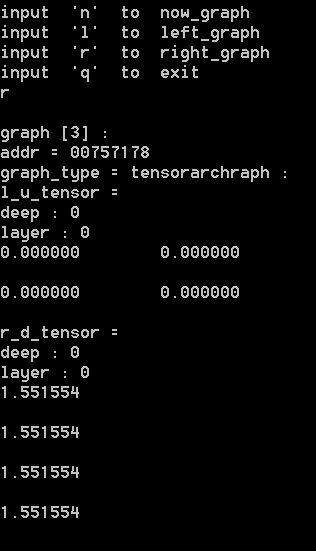 input 'n' to now_graph
input 'l' to left_graph
input 'r' to right_graph
input 'q' to exit
r
graph [3] :
addr = 00757178
graph_type = tensorarchraph :
l_u_tensor =
deep : 0
layer : 0
0.000000 0.000000
0.000000 0.000000
r_d_tensor =
deep : 0
layer : 0
1.551554
1.551554
1.551554
1.551554